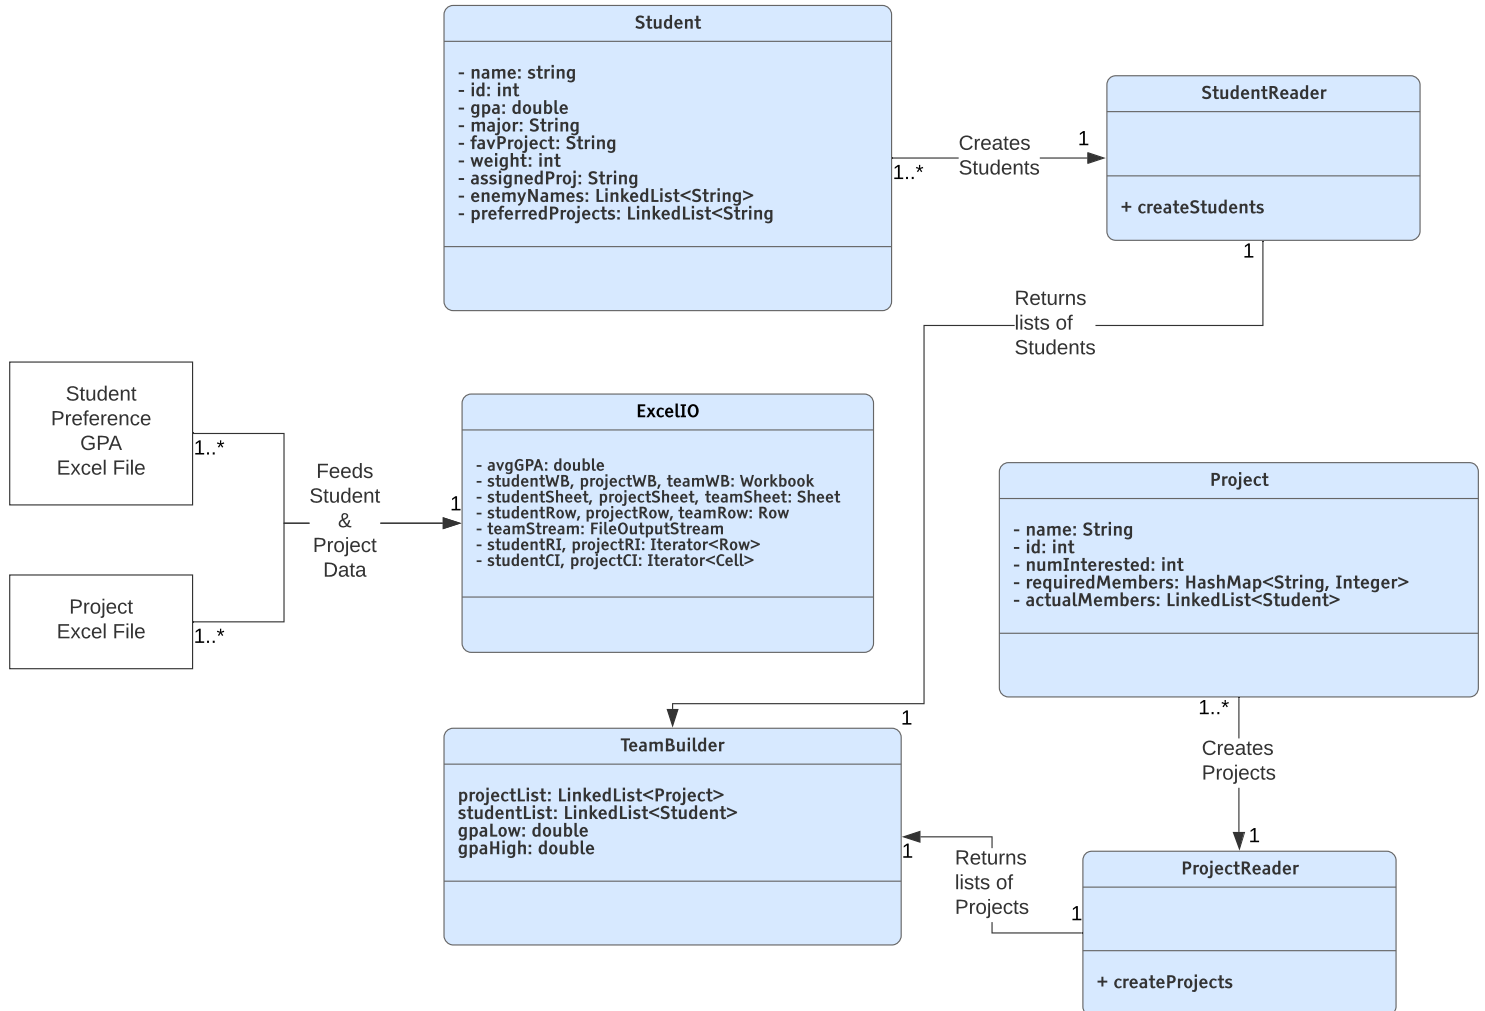 Student
- name: string
- id: int
- gpa: double
- major: String
- favProject: String
- weight: int
- assignedProj: String
- enemyNames: LinkedList<String>
- preferredProjects: LinkedList<String
1..*
Creates
Students
1
StudentReader
+ createStudents
1
Returns
lists of
Students
1
Student
Preference
GPA
Excel File
1..*
Project
Excel File
1..*
Feeds
Student
&
Project
Data
1
ExcelIO
- avgGPA: double
- studentWB, projectWB, teamWB: Workbook
- studentSheet, projectSheet, teamSheet: Sheet
- studentRow, projectRow, teamRow: Row
- teamStream: FileOutputStream
- studentRI, projectRI: Iterator<Row>
- studentCI, projectCI: Iterator<Cell>
Project
- name: String
- id: int
- numInterested: int
- requiredMembers: HashMap<String, Integer>
- actualMembers: LinkedList<Student>
1..*
Creates
Projects
1
TeamBuilder
projectList: LinkedList<Project>
studentList: LinkedList<Student>
gpaLow: double
gpaHigh: double
1
Returns
lists of
Projects
1
ProjectReader
+ createProjects